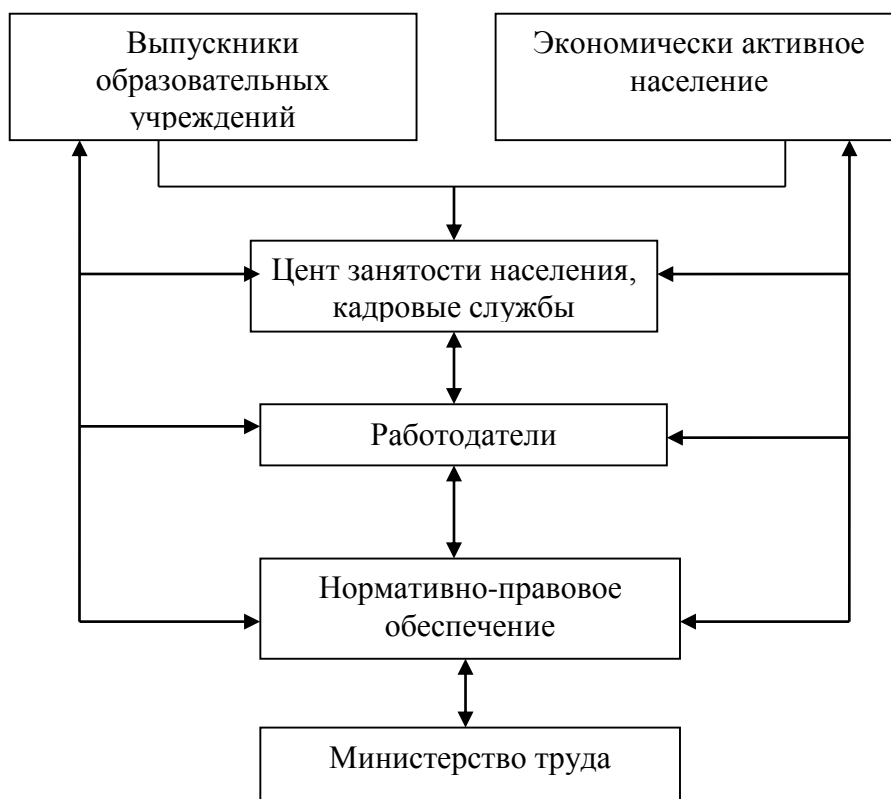 Выпускники
образовательных
учреждений
Экономически активное
население
Цент занятости населения,
кадровые службы
Работодатели
Нормативно-правовое
обеспечение
Министерство труда